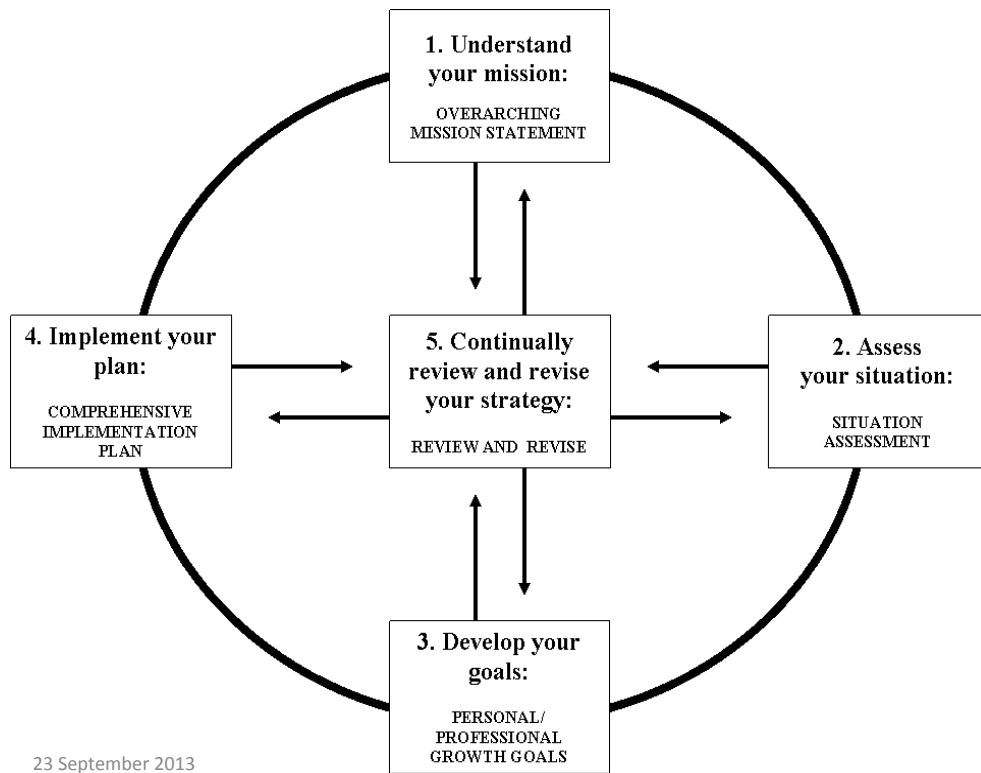 1. Understand
your mission:
OVERARCHING
MISSION STATEMENT
4. Implement your
plan:
COMPREHENSIVE
IMPLEMENTATION
PLAN
5. Continually
review and revise
your strategy:
REVIEW AND REVISE
2. Assess
your situation:
SITUATION
ASSESSMENT
3. Develop your
goals:
PERSONAL/
PROFESSIONAL
GROWTH GOALS
23 September 2013